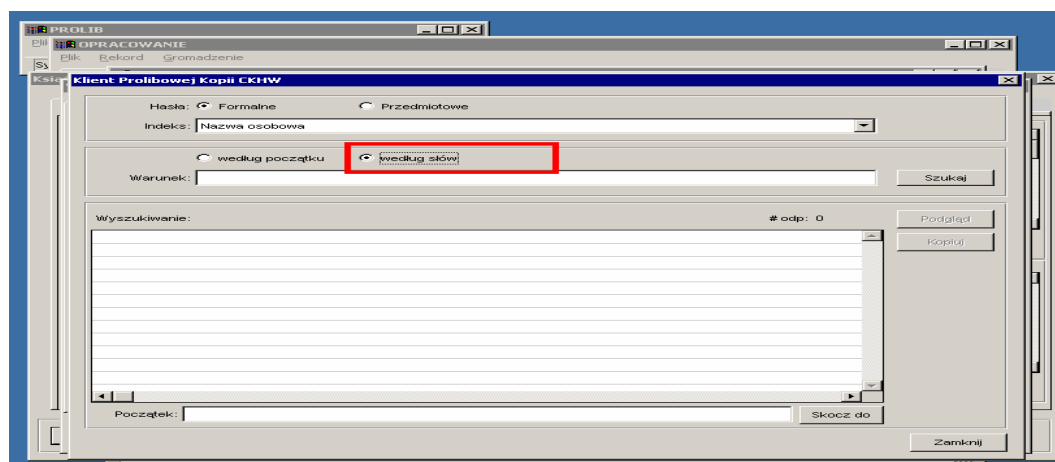 PROLIB
Plik
OPRACOWANIE
Plik Rekord Gromadzenie
Klient Prolibowej Kopii CKHW
Hasła: Formalne Przedmiotowe
Indeks: Nazwa osobowa
według początku według słów
Warunek: Szukaj
Wyszukiwanie: # odp: 0 Podgląd
Kopiuj
Początek: Skocz do
Zamknij